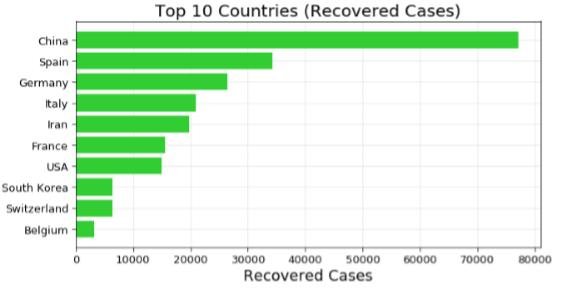 Top 10 Countries (Recovered Cases)
China
Spain
Germany
Italy
Iran
France
USA
South Korea
Switzerland
Belgium
0 10000 20000 30000 40000 50000 60000 70000 80000
Recovered Cases